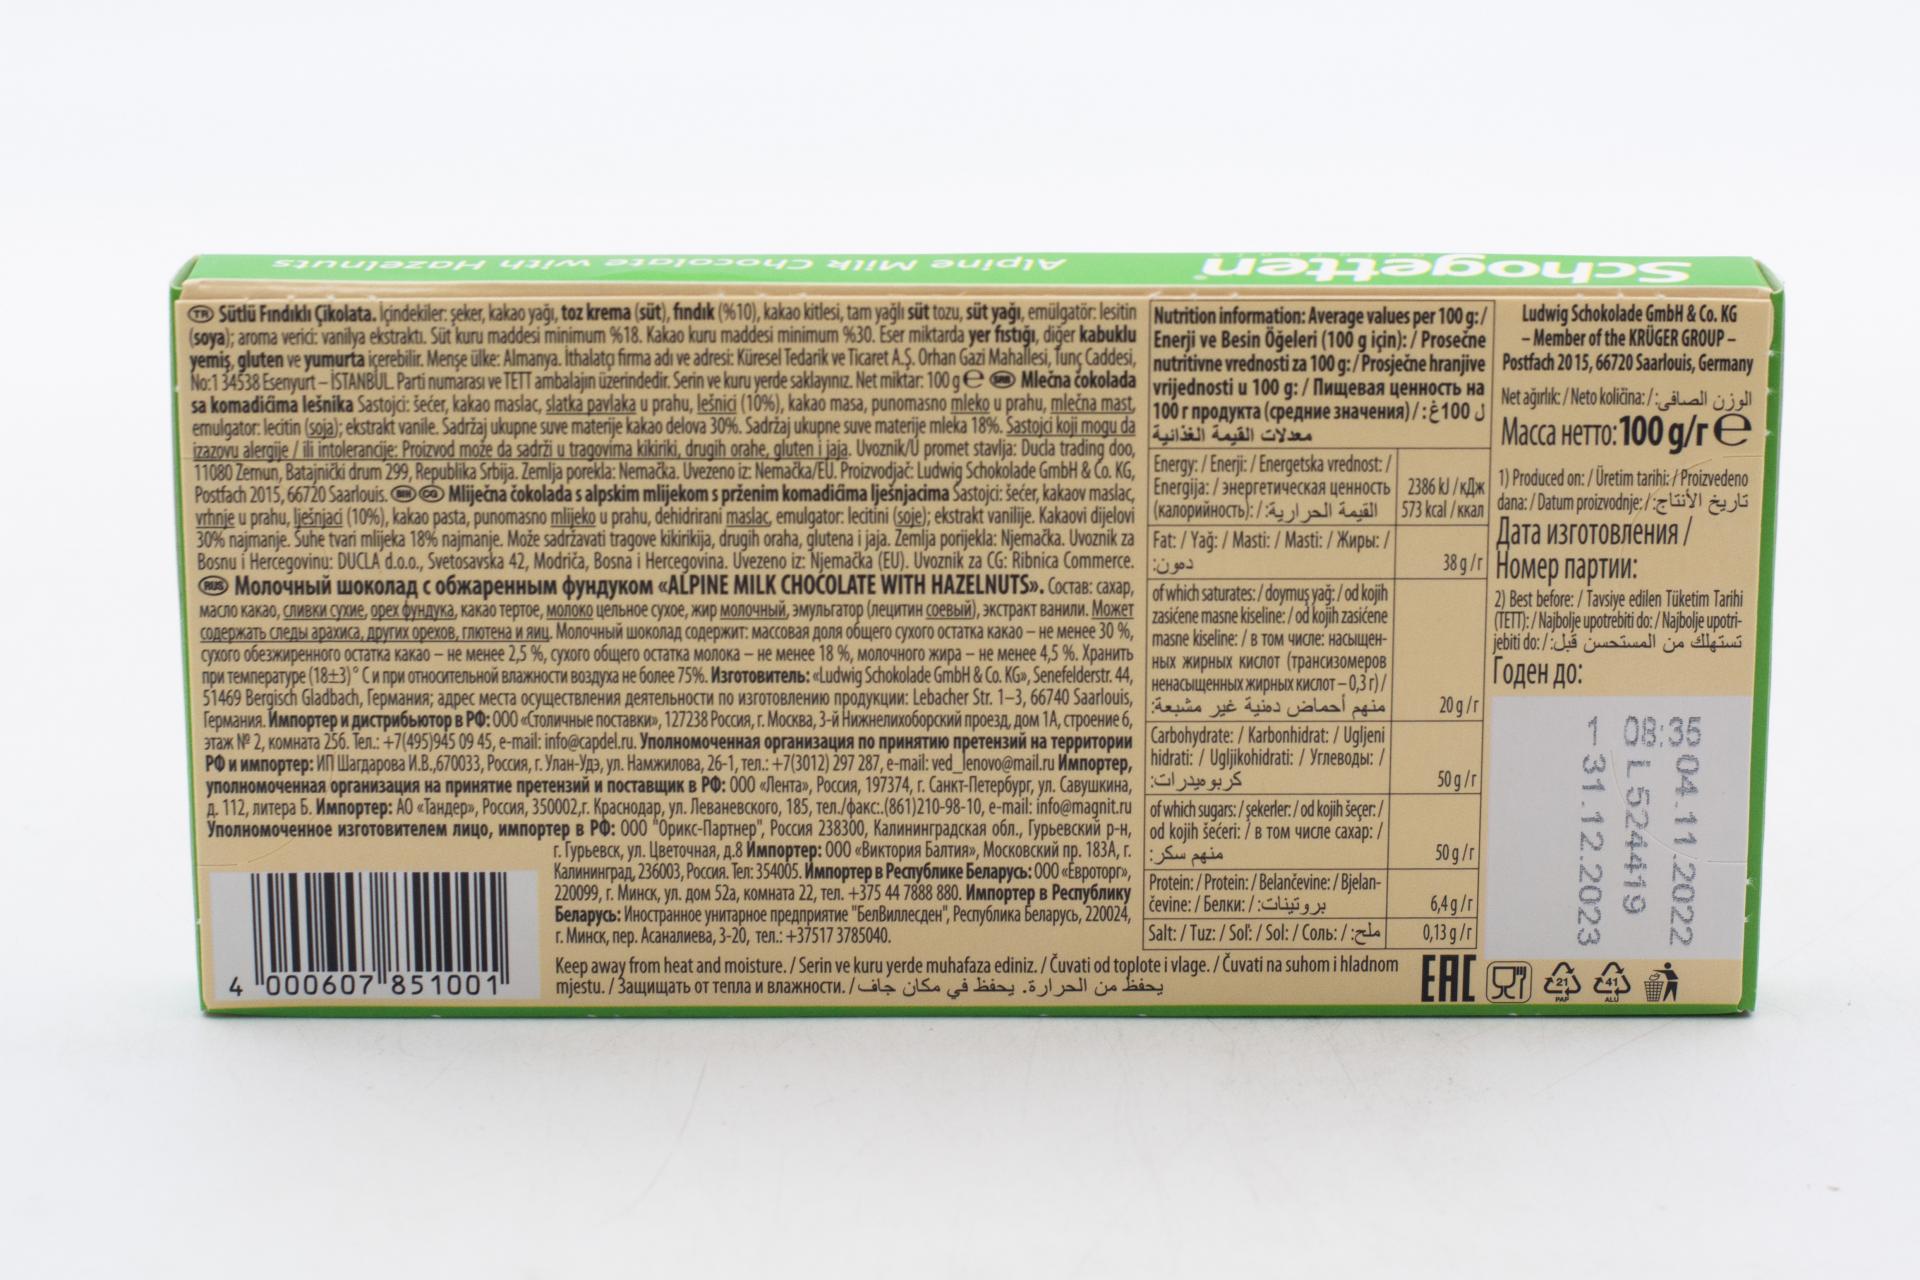 Schogetten
Alpine Milk Chocolate with Hazelnuts
TR Sütlü Fındıklı Çikolata. İçindekiler: şeker, kakao yağı, toz krema (süt), fındık (%10), kakao kitlesi, tam yağlı süt tozu, süt yağı, emülgatör: lesitin
(soya); aroma verici: vanilya ekstraktı. Süt kuru maddesi minimum %18. Kakao kuru maddesi minimum %30. Eser miktarda yer fıstığı, diğer kabuklu
yemiş, gluten ve yumurta içerebilir. Menşe ülke: Almanya. İthalatçı firma adı ve adresi: Küresel Tedarik ve Ticaret A.Ş. Orhan Gazi Mahallesi, Tunç Caddesi,
No:1 34538 Esenyurt – İSTANBUL. Parti numarası ve TETT ambalajın üzerindedir. Serin ve kuru yerde saklayınız. Net miktar: 100 g ℮ SRB Mlečna čokolada
sa komadićima lešnika Sastojci: šećer, kakao maslac, slatka pavlaka u prahu, lešnici (10%), kakao masa, punomasno mleko u prahu, mlečna mast,
emulgator: lecitin (soja); ekstrakt vanile. Sadržaj ukupne suve materije kakao delova 30%. Sadržaj ukupne suve materije mleka 18%. Sastojci koji mogu da
izazovu alergije / ili intolerancije: Proizvod može da sadrži u tragovima kikiriki, drugih orahe, gluten i jaja. Uvoznik/U promet stavlja: Ducla trading doo,
11080 Zemun, Batajnički drum 299, Republika Srbija. Zemlja porekla: Nemačka. Uvezeno iz: Nemačka/EU. Proizvodjač: Ludwig Schokolade GmbH & Co. KG,
Postfach 2015, 66720 Saarlouis. BIH CG Mliječna čokolada s alpskim mlijekom s prženim komadićima lješnjacima Sastojci: šećer, kakaov maslac,
vrhnje u prahu, lješnjaci (10%), kakao pasta, punomasno mlijeko u prahu, dehidrirani maslac, emulgator: lecitini (soje); ekstrakt vanilije. Kakaovi dijelovi
30% najmanje. Suhe tvari mlijeka 18% najmanje. Može sadržavati tragove kikirikija, drugih oraha, glutena i jaja. Zemlja porijekla: Njemačka. Uvoznik za
Bosnu i Hercegovinu: DUCLA d.o.o., Svetosavska 42, Modriča, Bosna i Hercegovina. Uvezeno iz: Njemačka (EU). Uvoznik za CG: Ribnica Commerce.
RUS Молочный шоколад с обжаренным фундуком «ALPINE MILK CHOCOLATE WITH HAZELNUTS». Состав: сахар,
масло какао, сливки сухие, орех фундука, какао тертое, молоко цельное сухое, жир молочный, эмульгатор (лецитин соевый), экстракт ванили. Может
содержать следы арахиса, других орехов, глютена и яиц. Молочный шоколад содержит: массовая доля общего сухого остатка какао – не менее 30 %,
сухого обезжиренного остатка какао – не менее 2,5 %, сухого общего остатка молока – не менее 18 %, молочного жира – не менее 4,5 %. Хранить
при температуре (18±3)° С и при относительной влажности воздуха не более 75%. Изготовитель: «Ludwig Schokolade GmbH & Co. KG», Senefelderstr. 44,
51469 Bergisch Gladbach, Германия; адрес места осуществления деятельности по изготовлению продукции: Lebacher Str. 1–3, 66740 Saarlouis,
Германия. Импортер и дистрибьютор в РФ: ООО «Столичные поставки», 127238 Россия, г. Москва, 3-й Нижнелихоборский проезд, дом 1А, строение 6,
этаж № 2, комната 256. Тел.: +7(495)945 09 45, e-mail: info@capdel.ru. Уполномоченная организация по принятию претензий на территории
РФ и импортер: ИП Шагдарова И.В.,670033, Россия, г. Улан-Удэ, ул. Намжилова, 26-1, тел.: +7(3012) 297 287, e-mail: ved_lenovo@mail.ru Импортер,
уполномоченная организация на принятие претензий и поставщик в РФ: ООО «Лента», Россия, 197374, г. Санкт-Петербург, ул. Савушкина,
д. 112, литера Б. Импортер: АО «Тандер», Россия, 350002,г. Краснодар, ул. Леваневского, 185, тел./факс:.(861)210-98-10, e-mail: info@magnit.ru
Уполномоченное изготовителем лицо, импортер в РФ: ООО "Орикс-Партнер", Россия 238300, Калининградская обл., Гурьевский р-н,
г. Гурьевск, ул. Цветочная, д.8 Импортер: ООО «Виктория Балтия», Московский пр. 183А, г.
Калининград, 236003, Россия. Тел: 354005. Импортер в Республике Беларусь: ООО «Евроторг»,
220099, г. Минск, ул. дом 52а, комната 22, тел. +375 44 7888 880. Импортер в Республику
Беларусь: Иностранное унитарное предприятие "БелВиллесден", Республика Беларусь, 220024,
г. Минск, пер. Асаналиева, 3-20, тел.: +37517 3785040.
4 000607 851001
Keep away from heat and moisture. / Serin ve kuru yerde muhafaza ediniz. / Čuvati od toplote i vlage. / Čuvati na suhom i hladnom
mjestu. / Защищать от тепла и влажности. / يحفظ من الحرارة. يحفظ في مكان جاف
Nutrition information: Average values per 100 g: /
Enerji ve Besin Öğeleri (100 g için): / Prosečne
nutritivne vrednosti za 100 g: / Prosječne hranjive
vrijednosti u 100 g: / Пищевая ценность на
100 г продукта (средние значения) / :ل 100 غ
معدلات القيمة الغذائية
Energy: / Enerji: / Energetska vrednost: /
Energija: / энергетическая ценность 2386 kJ / кДж
(калорийность): / :القيمة الحرارية 573 kcal / ккал
Fat: / Yağ: / Masti: / Masti: / Жиры: /
:دهون 38 g / г
of which saturates: / doymuş yağ: / od kojih
zasićene masne kiseline: / od kojih zasićene
masne kiseline: / в том числе: насыщен-
ных жирных кислот (трансизомеров
ненасыщенных жирных кислот – 0,3 г) /
:منهم أحماض دهنية غير مشبعة 20 g / г
Carbohydrate: / Karbonhidrat: / Ugljeni
hidrati: / Ugljikohidrati: / Углеводы: /
:كربوهيدرات 50 g / г
of which sugars: / şekerler: / od kojih šećer: /
od kojih šećeri: / в том числе сахар: /
:منهم سكر 50 g / г
Protein: / Protein: / Belančevine: / Bjelan-
čevine: / Белки: / :بروتينات 6,4 g / г
Salt: / Tuz: / Soľ: / Sol: / Соль: / :ملح 0,13 g / г
Ludwig Schokolade GmbH & Co. KG
– Member of the KRÜGER GROUP –
Postfach 2015, 66720 Saarlouis, Germany
Net ağırlık: / Neto količina: / :الوزن الصافي
Масса нетто: 100 g/г ℮
1) Produced on: / Üretim tarihi: / Proizvedeno
dana: / Datum proizvodnje: / :تاريخ الأنتاج
Дата изготовления /
Номер партии:
2) Best before: / Tavsiye edilen Tüketim Tarihi
(TETT): / Najbolje upotrebiti do: / Najbolje upotri-
jebiti do: / :تستهلك من المستحسن قبل
Годен до:
08:35 04.11.2022
L 524419
1 31.12.2023
EAC
21
PAP
41
ALU